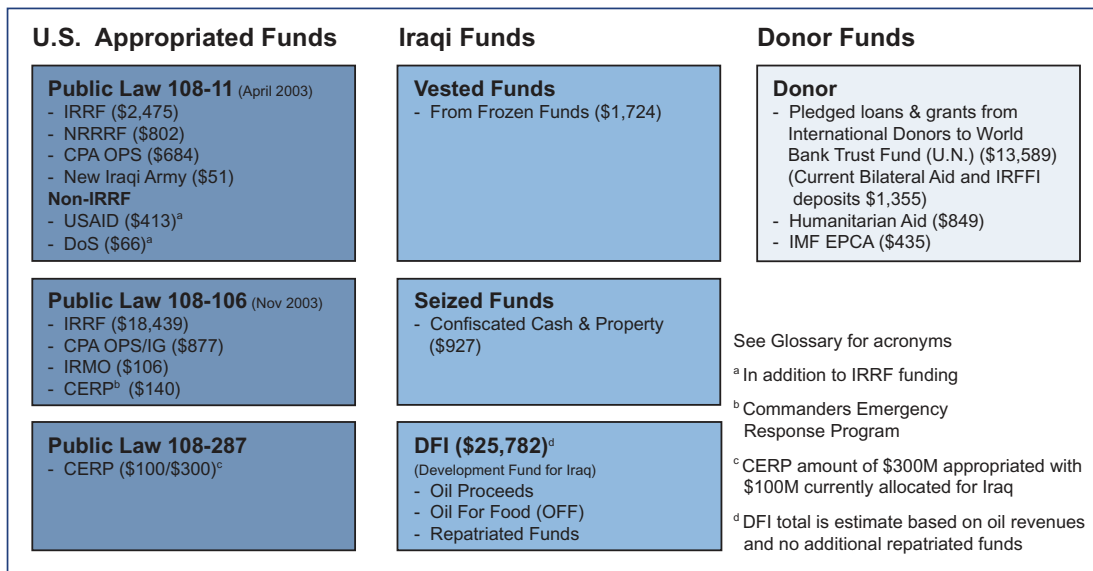 U.S. Appropriated Funds
Public Law 108-11 (April 2003)
- IRRF ($2,475)
- NRRRF ($802)
- CPA OPS ($684)
- New Iraqi Army ($51)
Non-IRRF
- USAID ($413)a
- DoS ($66)a
Public Law 108-106 (Nov 2003)
- IRRF ($18,439)
- CPA OPS/IG ($877)
- IRMO ($106)
- CERPb ($140)
Public Law 108-287
- CERP ($100/$300)c
Iraqi Funds
Vested Funds
- From Frozen Funds ($1,724)
Seized Funds
- Confiscated Cash & Property
($927)
DFI ($25,782)d
(Development Fund for Iraq)
- Oil Proceeds
- Oil For Food (OFF)
- Repatriated Funds
Donor Funds
Donor
- Pledged loans & grants from
International Donors to World
Bank Trust Fund (U.N.) ($13,589)
(Current Bilateral Aid and IRFFI
deposits $1,355)
- Humanitarian Aid ($849)
- IMF EPCA ($435)
See Glossary for acronyms
a In addition to IRRF funding
b Commanders Emergency
Response Program
c CERP amount of $300M appropriated with
$100M currently allocated for Iraq
d DFI total is estimate based on oil revenues
and no additional repatriated funds